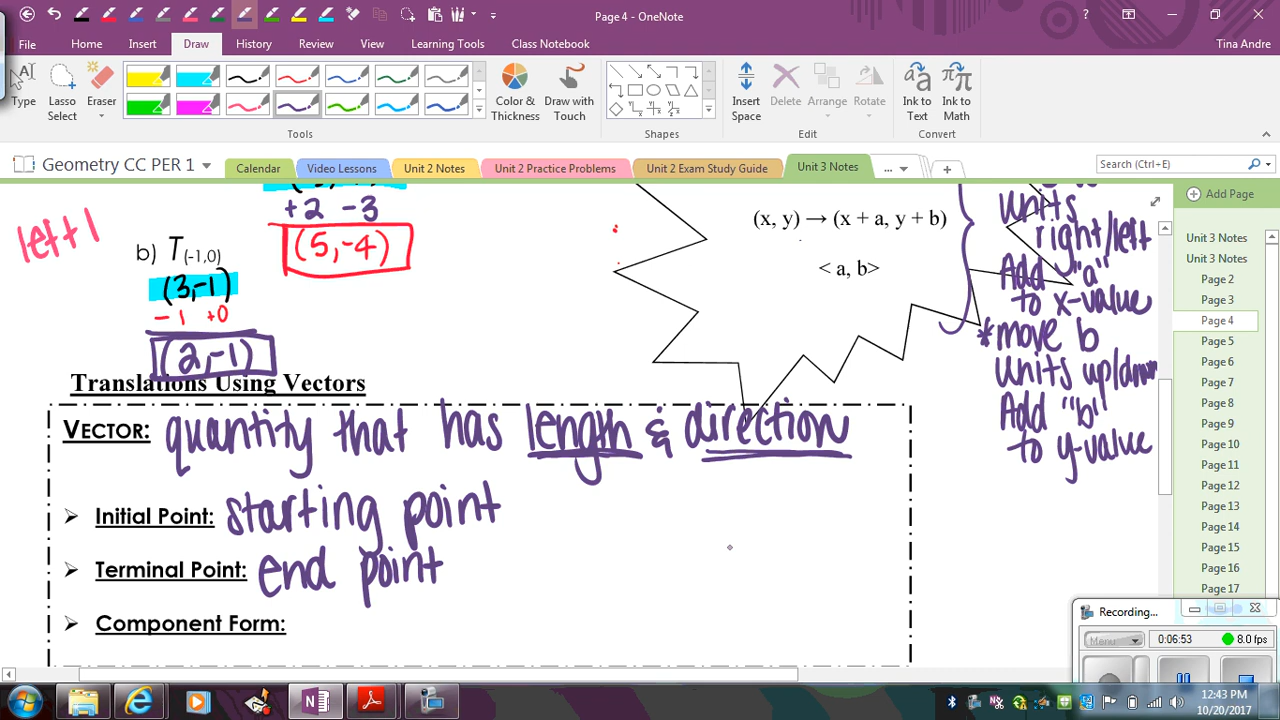 Page 4 - OneNote
Tina Andre
File Home Insert Draw History Review View Learning Tools Class Notebook
Type Lasso Select Eraser Color & Thickness Draw with Touch Insert Space Delete Arrange Rotate Ink to Text Ink to Math
Tools Shapes Edit Convert
Geometry CC PER 1 Calendar Video Lessons Unit 2 Notes Unit 2 Practice Problems Unit 2 Exam Study Guide Unit 3 Notes ... + Search (Ctrl+E)
Add Page
Unit 3 Notes
Unit 3 Notes
Page 2
Page 3
Page 4
Page 5
Page 6
Page 7
Page 8
Page 9
Page 10
Page 11
Page 12
Page 13
Page 14
Page 15
Page 16
Page 17
+2 -3
(5,-4)
left 1
b) T(-1,0)
(3,-1)
-1 +0
(2,-1)
(x, y) → (x + a, y + b)
< a, b>
units
right/left
Add "a"
to x-value
*move b
units up/down
Add "b"
to y-value
Translations Using Vectors
VECTOR: quantity that has length & direction
➢ Initial Point: starting point
➢ Terminal Point: end point
➢ Component Form:
Recording...
Menu 0:06:53 8.0 fps
12:43 PM
10/20/2017